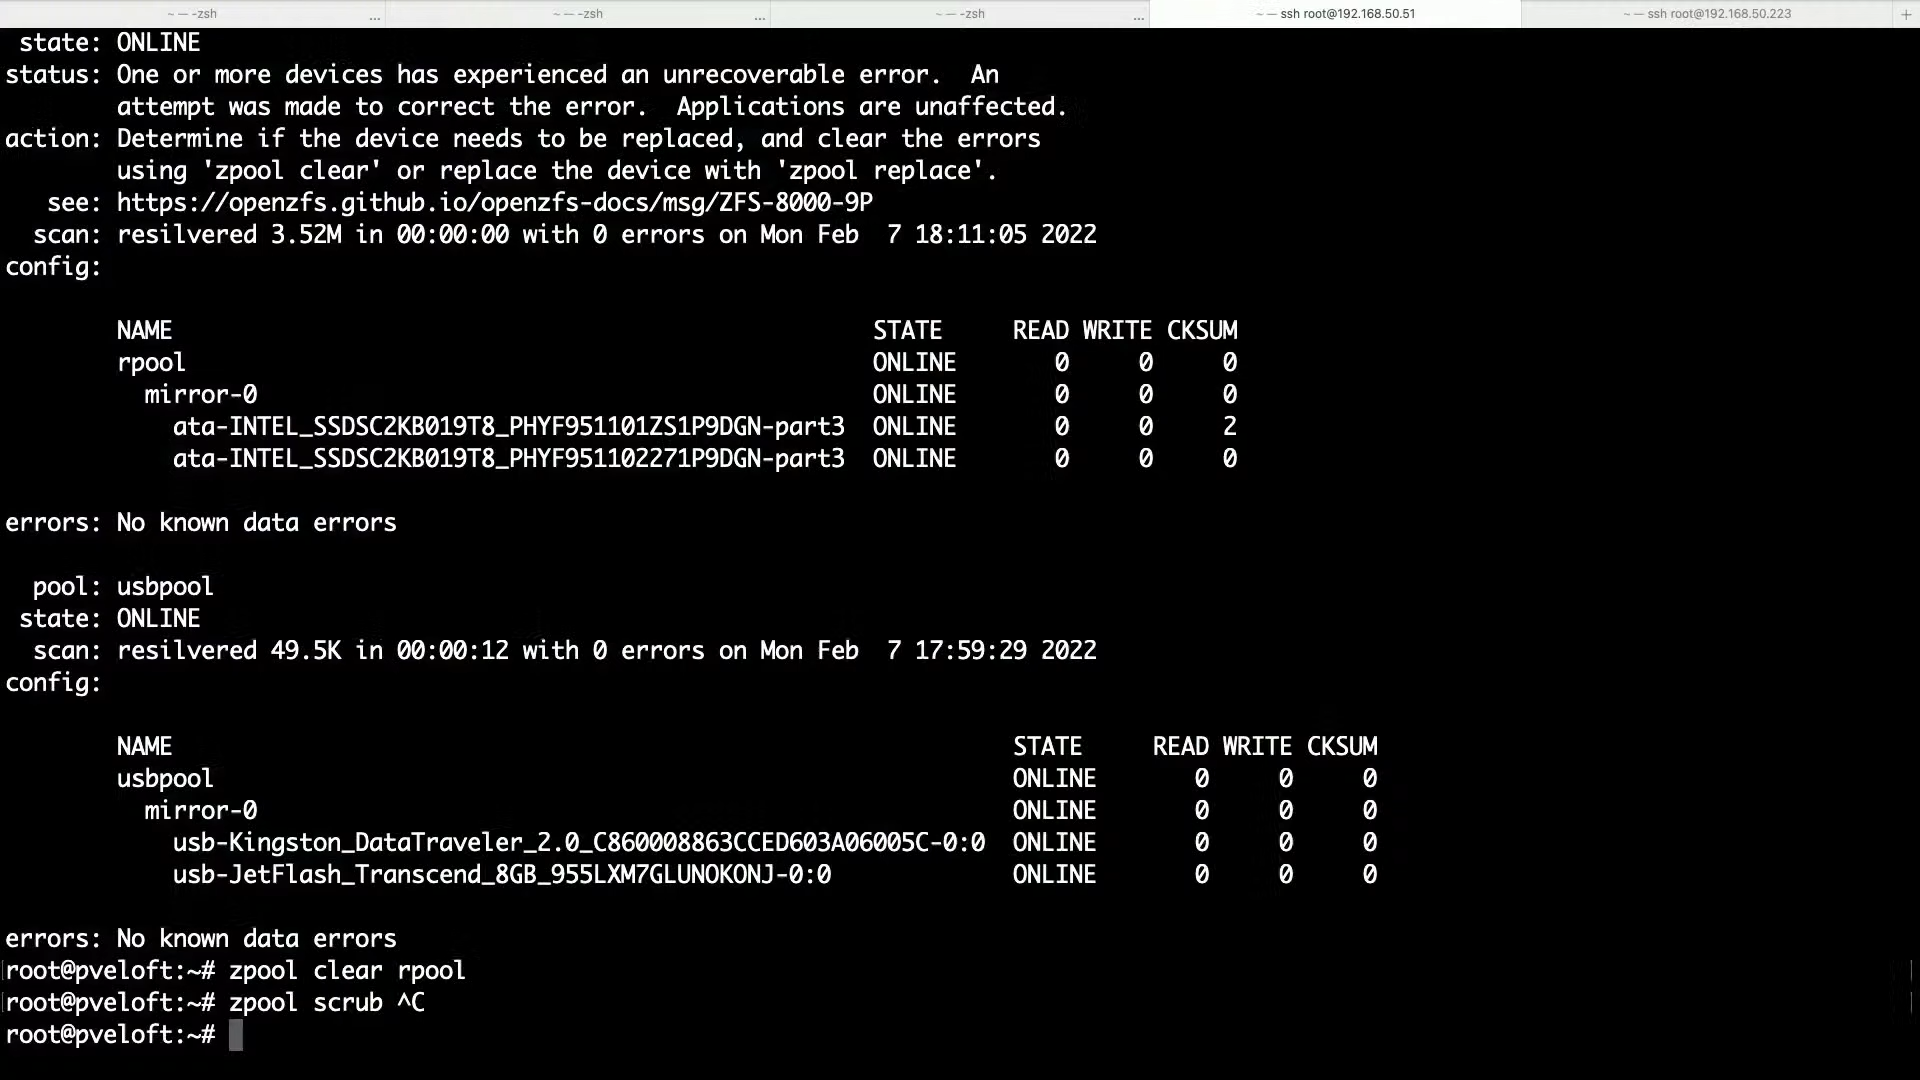 ~ — -zsh ... ~ — -zsh ... ~ — -zsh ... ~ — ssh root@192.168.50.51 ~ — ssh root@192.168.50.223 +
state: ONLINE
status: One or more devices has experienced an unrecoverable error.  An
attempt was made to correct the error.  Applications are unaffected.
action: Determine if the device needs to be replaced, and clear the errors
using 'zpool clear' or replace the device with 'zpool replace'.
see: https://openzfs.github.io/openzfs-docs/msg/ZFS-8000-9P
scan: resilvered 3.52M in 00:00:00 with 0 errors on Mon Feb  7 18:11:05 2022
config:
NAME STATE READ WRITE CKSUM
rpool ONLINE 0 0 0
mirror-0 ONLINE 0 0 0
ata-INTEL_SSDSC2KB019T8_PHYF951101ZS1P9DGN-part3 ONLINE 0 0 2
ata-INTEL_SSDSC2KB019T8_PHYF951102271P9DGN-part3 ONLINE 0 0 0
errors: No known data errors
pool: usbpool
state: ONLINE
scan: resilvered 49.5K in 00:00:12 with 0 errors on Mon Feb  7 17:59:29 2022
config:
NAME STATE READ WRITE CKSUM
usbpool ONLINE 0 0 0
mirror-0 ONLINE 0 0 0
usb-Kingston_DataTraveler_2.0_C860008863CCED603A06005C-0:0 ONLINE 0 0 0
usb-JetFlash_Transcend_8GB_955LXM7GLUNOKONJ-0:0 ONLINE 0 0 0
errors: No known data errors
root@pveloft:~# zpool clear rpool
root@pveloft:~# zpool scrub ^C
root@pveloft:~#